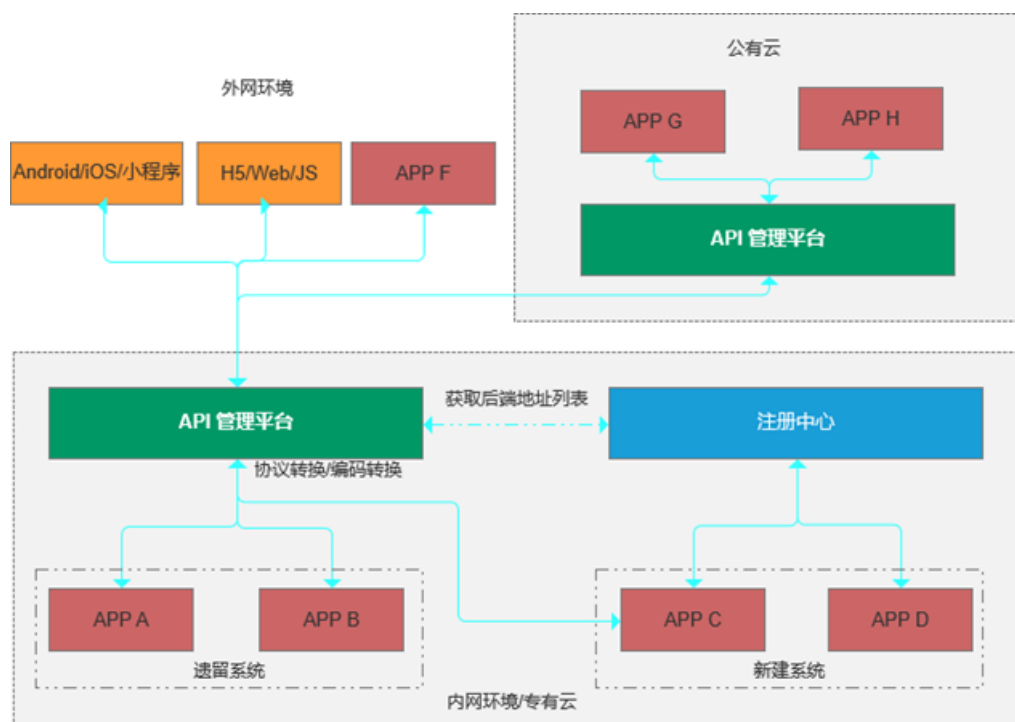 公有云
外网环境
APP G
APP H
Android/iOS/小程序
H5/Web/JS
APP F
API 管理平台
API 管理平台
获取后端地址列表
注册中心
协议转换/编码转换
APP A
APP B
APP C
APP D
遗留系统
新建系统
内网环境/专有云